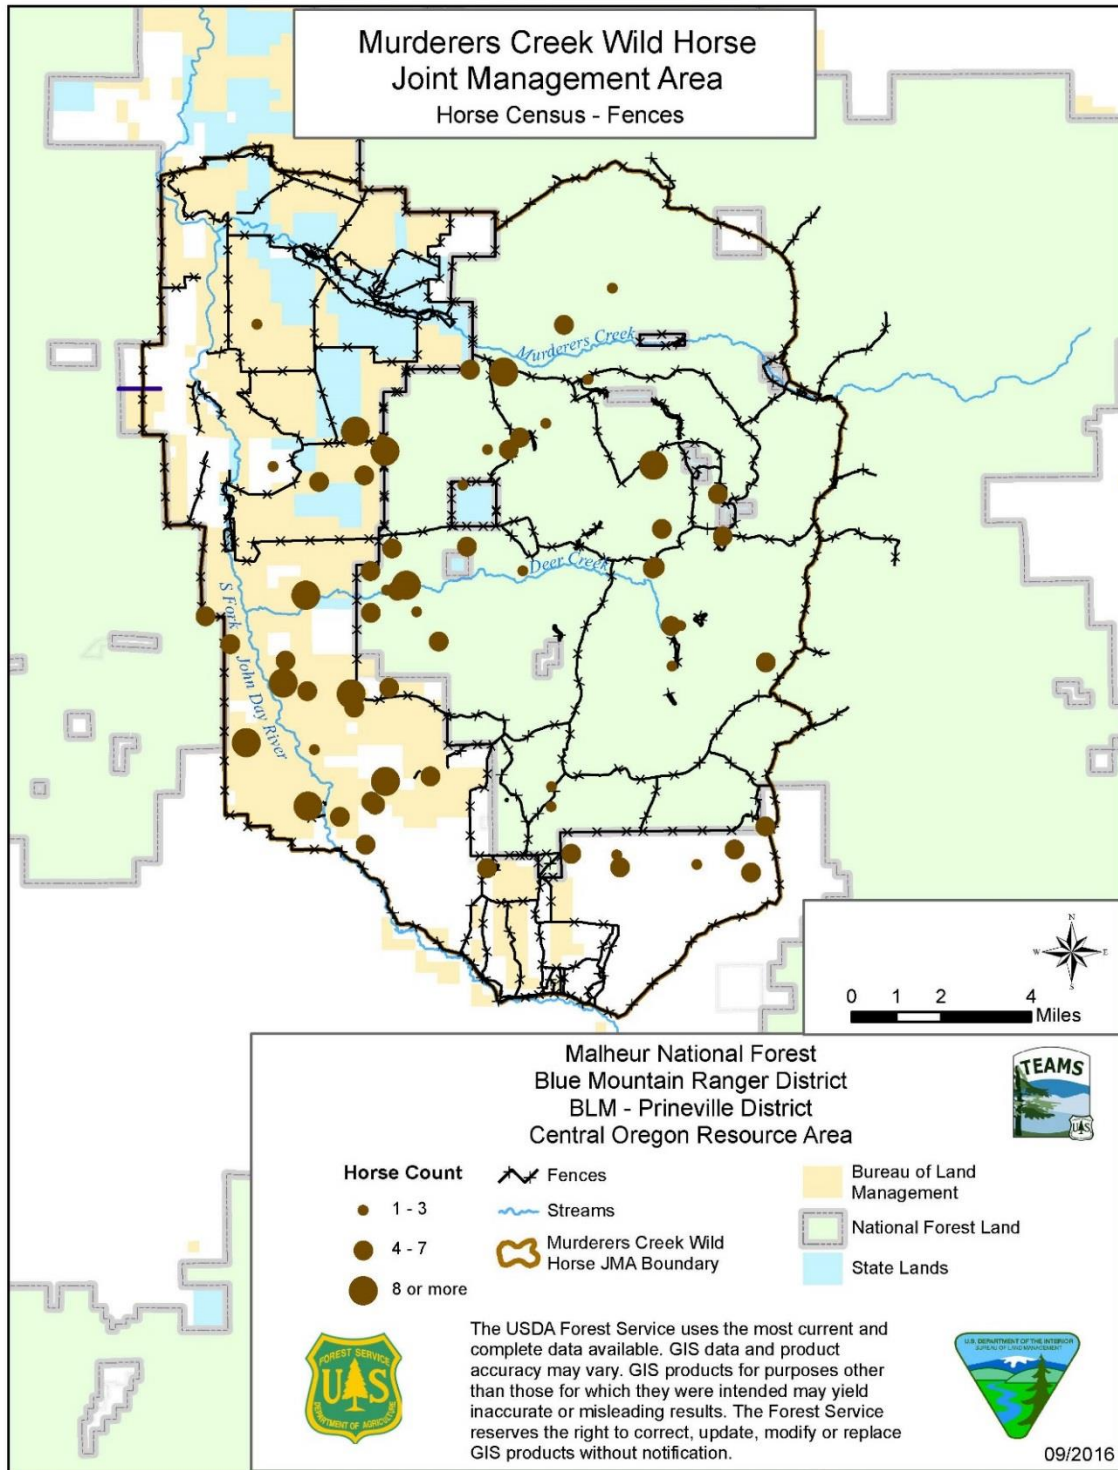 Murderers Creek Wild Horse
Joint Management Area
Horse Census - Fences
Murderers Creek
Deer Creek
S Fork
John Day River
N
W
E
S
0 1 2 4
Miles
Malheur National Forest
Blue Mountain Ranger District
BLM - Prineville District
Central Oregon Resource Area
TEAMS
U S
Horse Count
1 - 3
4 - 7
8 or more
Fences
Streams
Murderers Creek Wild
Horse JMA Boundary
Bureau of Land
Management
National Forest Land
State Lands
FOREST SERVICE
U S
DEPARTMENT OF AGRICULTURE
The USDA Forest Service uses the most current and
complete data available. GIS data and product
accuracy may vary. GIS products for purposes other
than those for which they were intended may yield
inaccurate or misleading results. The Forest Service
reserves the right to correct, update, modify or replace
GIS products without notification.
U.S. DEPARTMENT OF THE INTERIOR
BUREAU OF LAND MANAGEMENT
09/2016